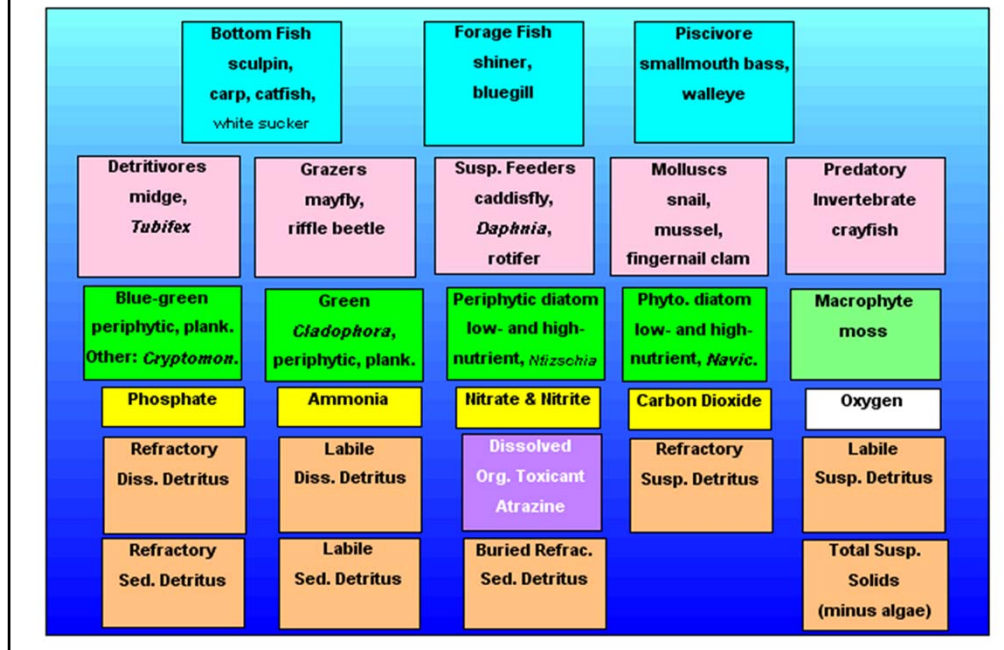 Bottom Fish
sculpin,
carp, catfish,
white sucker
Forage Fish
shiner,
bluegill
Piscivore
smallmouth bass,
walleye
Detritivores
midge,
Tubifex
Grazers
mayfly,
riffle beetle
Susp. Feeders
caddisfly,
Daphnia,
rotifer
Molluscs
snail,
mussel,
fingernail clam
Predatory
Invertebrate
crayfish
Blue-green
periphytic, plank.
Other: Cryptomon.
Green
Cladophora,
periphytic, plank.
Periphytic diatom
low- and high-
nutrient, Ntizschia
Phyto. diatom
low- and high-
nutrient, Navic.
Macrophyte
moss
Phosphate
Ammonia
Nitrate & Nitrite
Carbon Dioxide
Oxygen
Refractory
Diss. Detritus
Labile
Diss. Detritus
Dissolved
Org. Toxicant
Atrazine
Refractory
Susp. Detritus
Labile
Susp. Detritus
Refractory
Sed. Detritus
Labile
Sed. Detritus
Buried Refrac.
Sed. Detritus
Total Susp.
Solids
(minus algae)